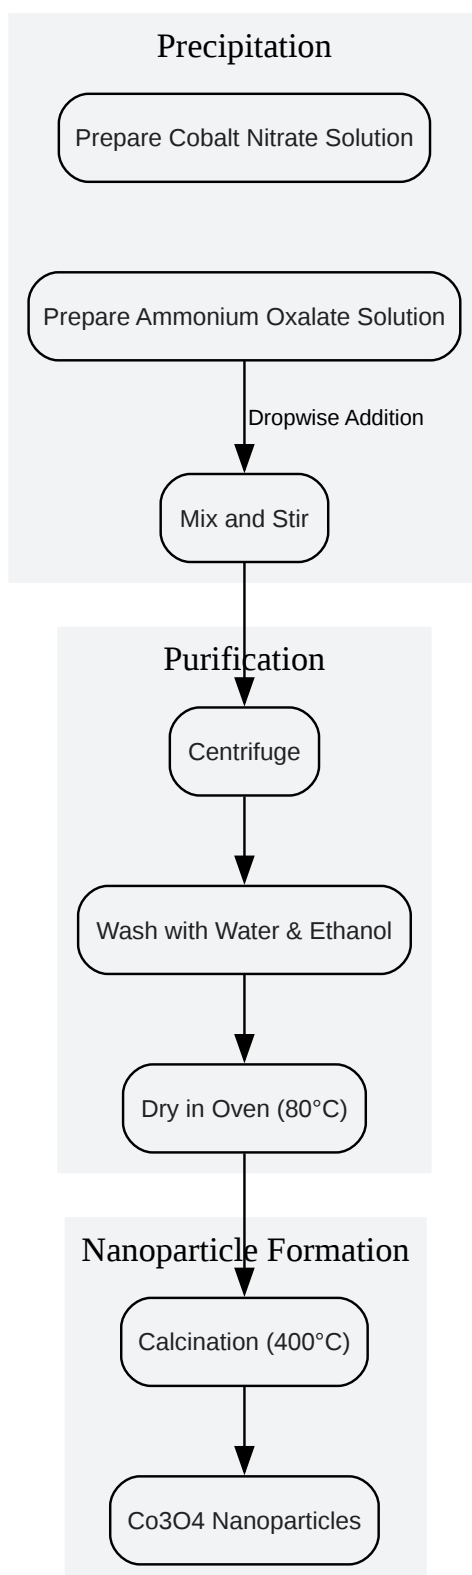 Precipitation
Prepare Cobalt Nitrate Solution
Prepare Ammonium Oxalate Solution
Dropwise Addition
Mix and Stir
Purification
Centrifuge
Wash with Water & Ethanol
Dry in Oven (80°C)
Nanoparticle Formation
Calcination (400°C)
Co3O4 Nanoparticles